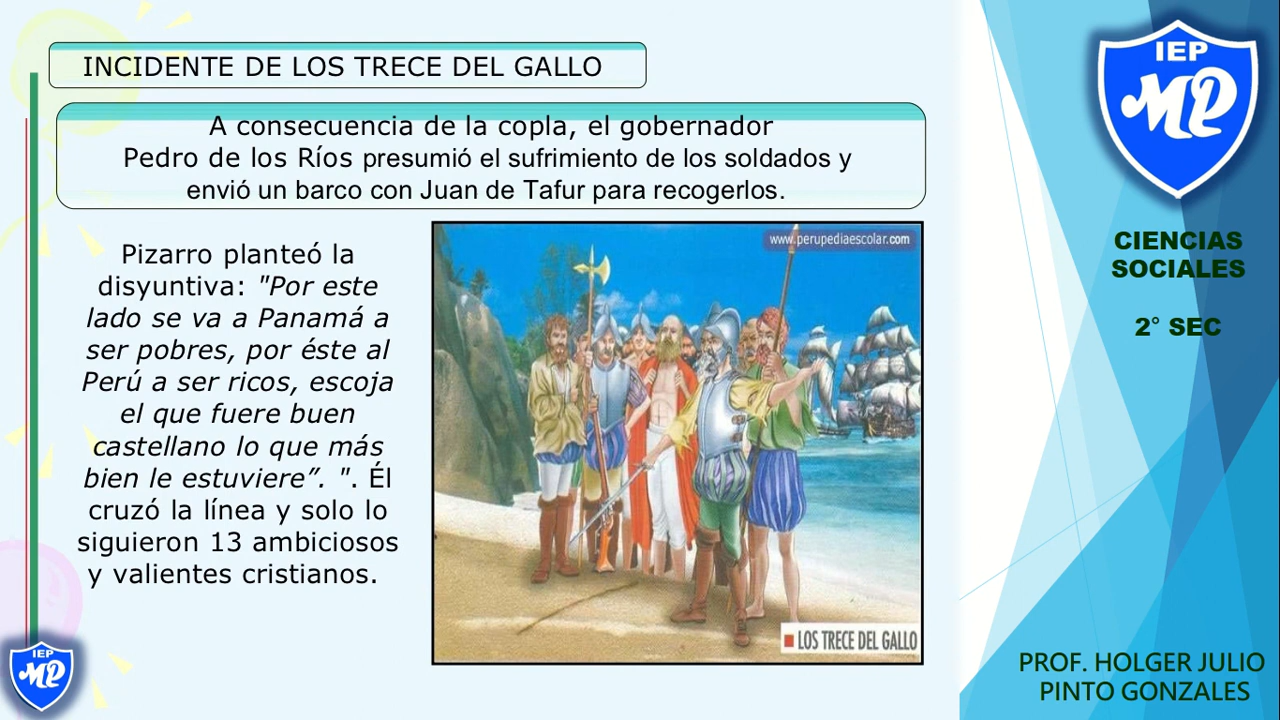 INCIDENTE DE LOS TRECE DEL GALLO
A consecuencia de la copla, el gobernador
Pedro de los Ríos presumió el sufrimiento de los soldados y
envió un barco con Juan de Tafur para recogerlos.
Pizarro planteó la
disyuntiva: "Por este
lado se va a Panamá a
ser pobres, por éste al
Perú a ser ricos, escoja
el que fuere buen
castellano lo que más
bien le estuviere”. ". Él
cruzó la línea y solo lo
siguieron 13 ambiciosos
y valientes cristianos.
www.perupediaescolar.com
LOS TRECE DEL GALLO
IEP
MP
CIENCIAS
SOCIALES
2° SEC
PROF. HOLGER JULIO
PINTO GONZALES
IEP
MP